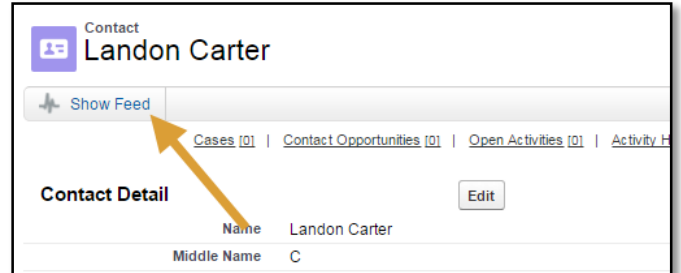 Contact
Landon Carter
Show Feed
Cases [0] | Contact Opportunities [0] | Open Activities [0] | Activity H
Contact Detail Edit
Name Landon Carter
Middle Name C